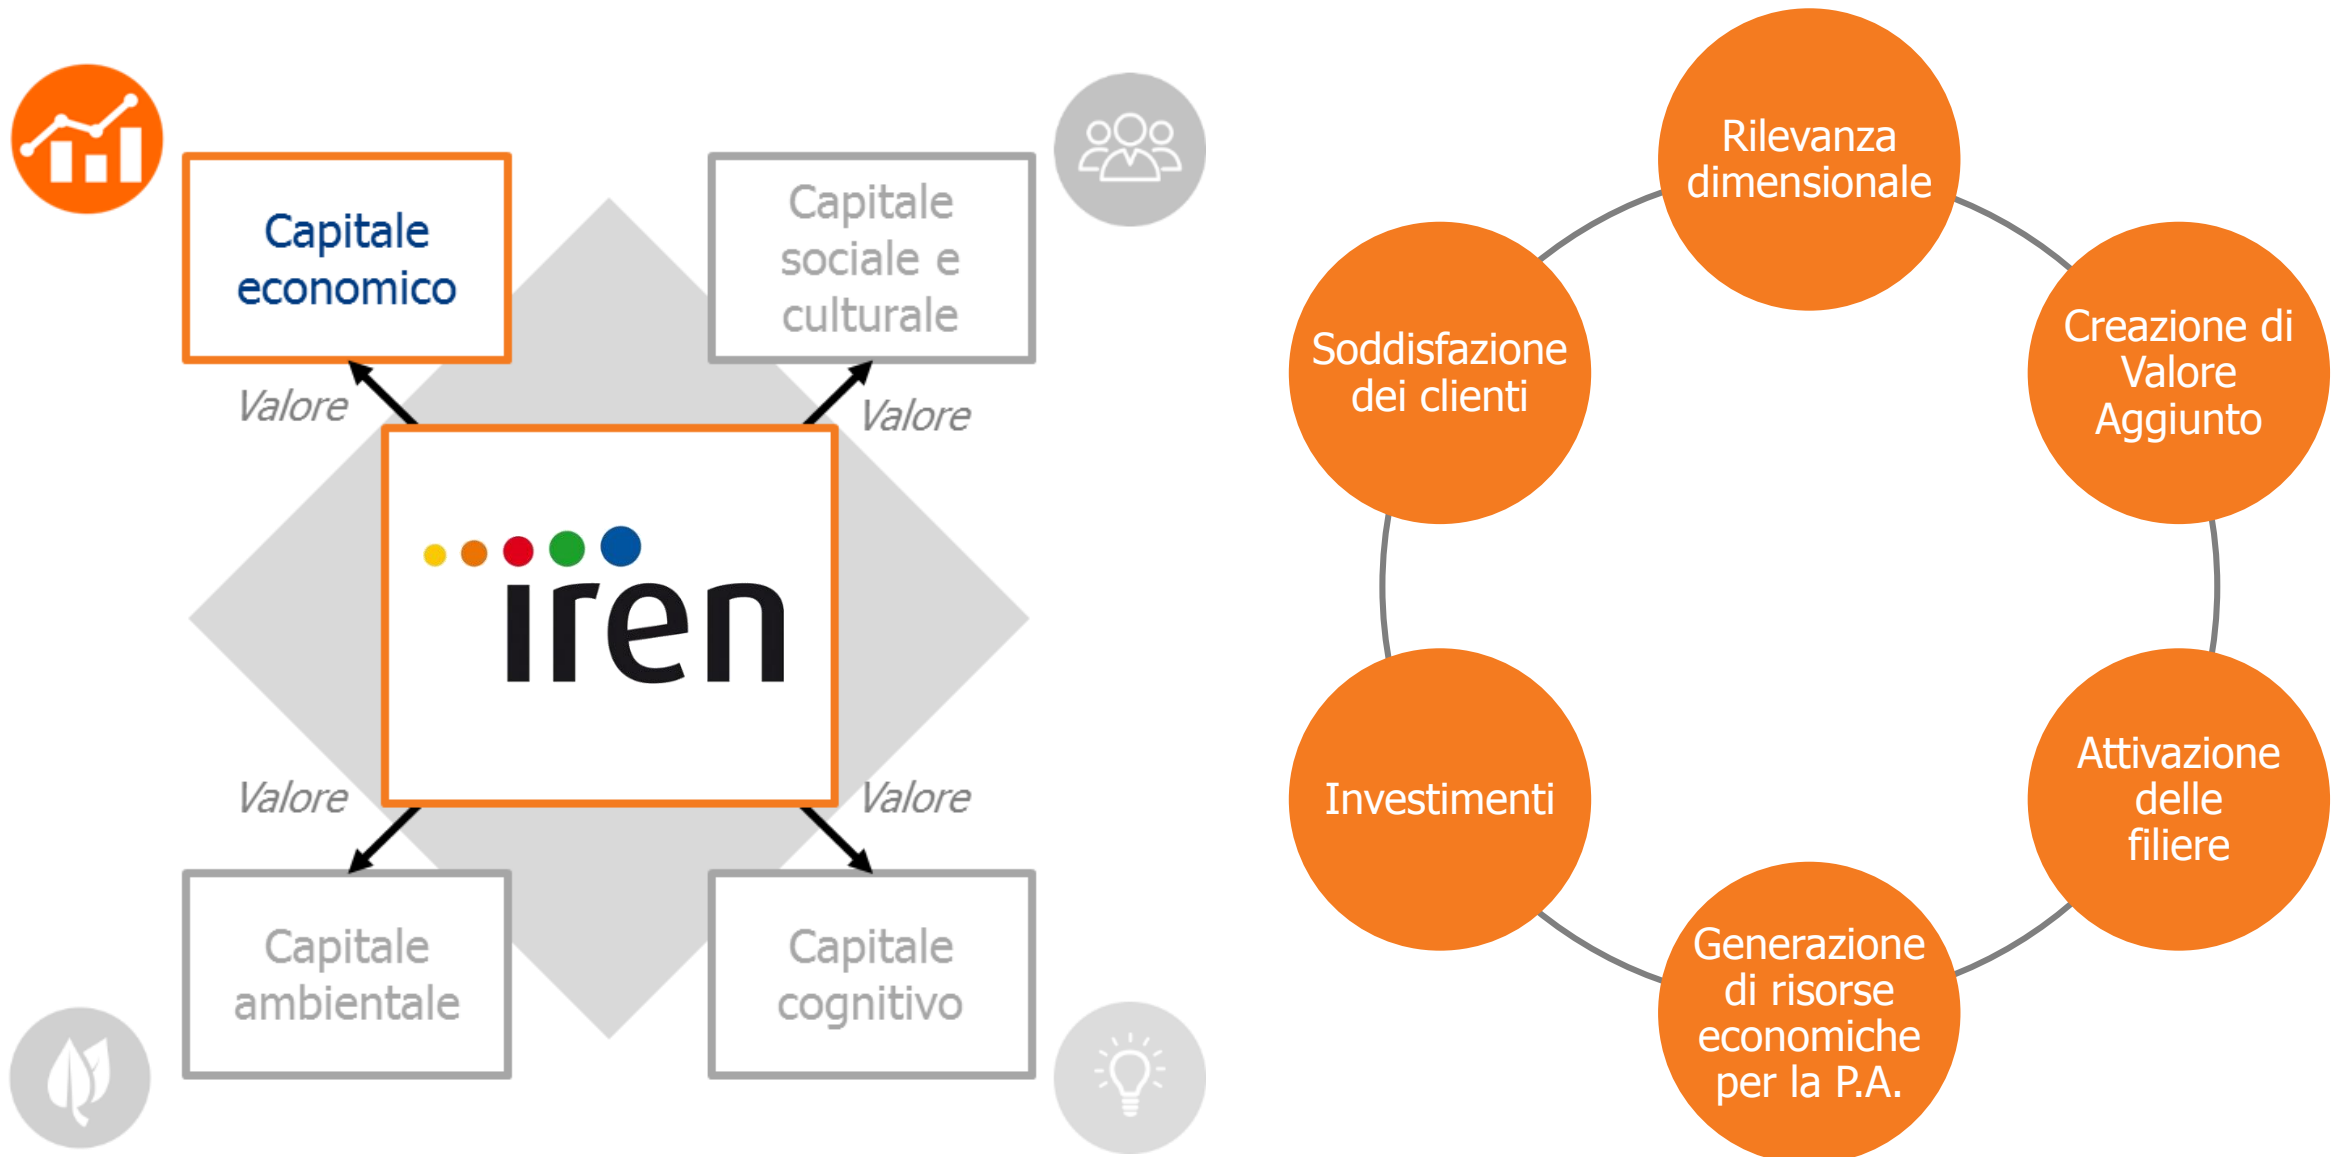 Capitale
economico
Capitale
sociale e
culturale
Valore
Valore
iren
Valore
Valore
Capitale
ambientale
Capitale
cognitivo
Rilevanza
dimensionale
Creazione di
Valore
Aggiunto
Attivazione
delle
filiere
Generazione
di risorse
economiche
per la P.A.
Investimenti
Soddisfazione
dei clienti